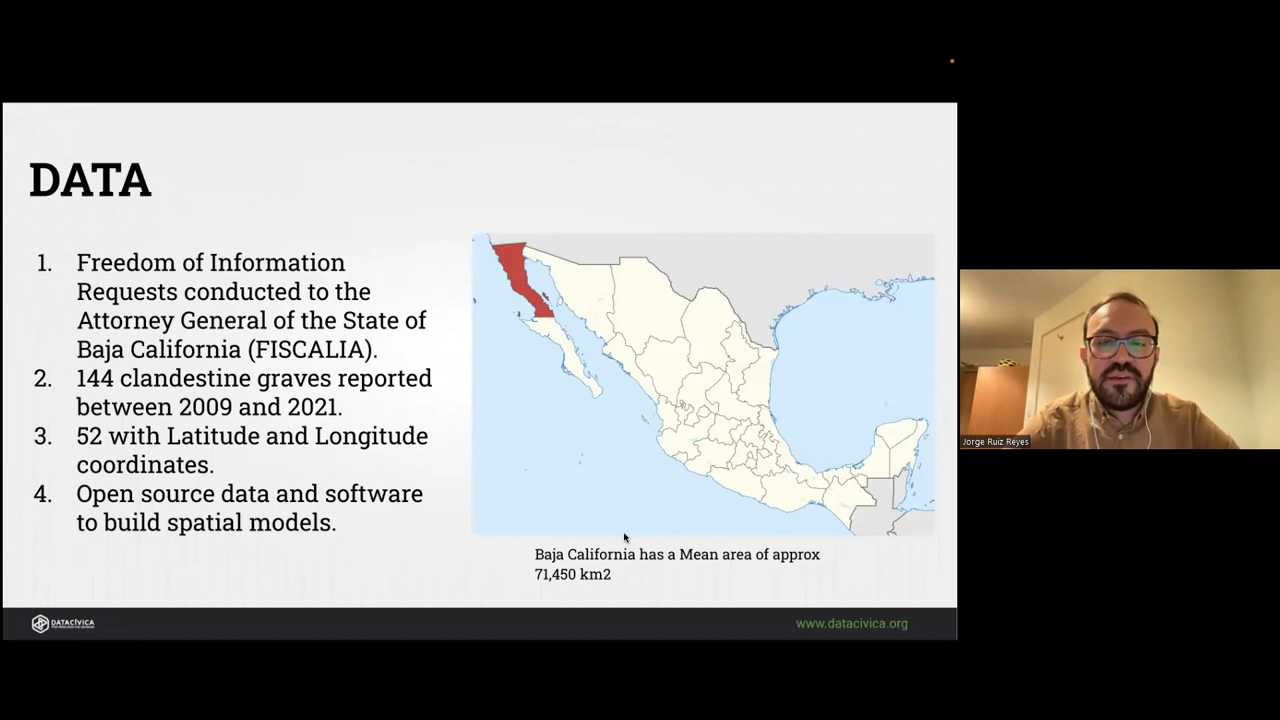 DATA
1. Freedom of Information
Requests conducted to the
Attorney General of the State of
Baja California (FISCALIA).
2. 144 clandestine graves reported
between 2009 and 2021.
3. 52 with Latitude and Longitude
coordinates.
4. Open source data and software
to build spatial models.
Baja California has a Mean area of approx
71,450 km2
DATACÍVICA
www.datacivica.org
Jorge Ruiz Reyes